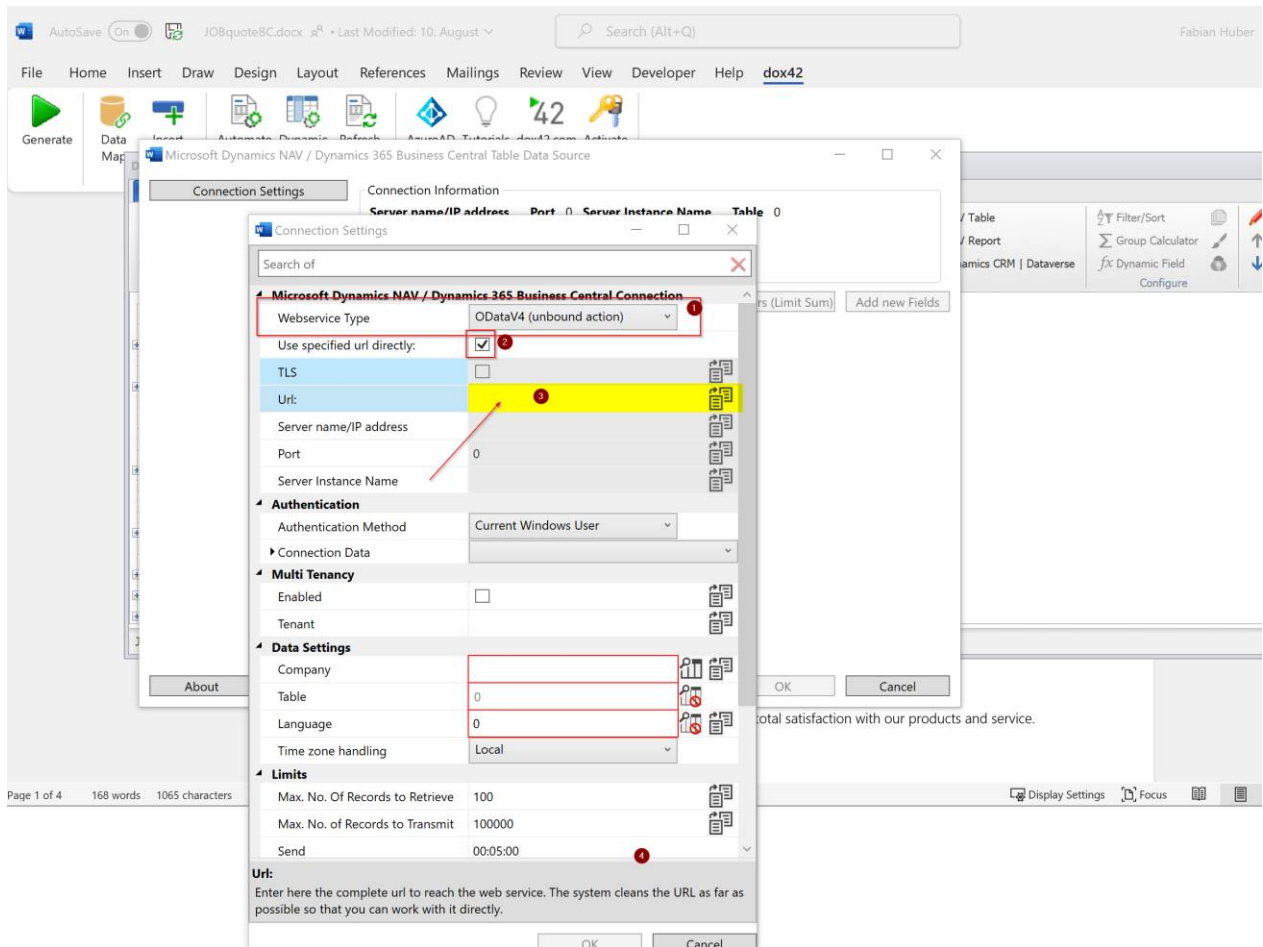 AutoSave On JOBquoteBC.docx • Last Modified: 10. August Search (Alt+Q) Fabian Huber
File Home Insert Draw Design Layout References Mailings Review View Developer Help dox42
42
Generate Data Insert Automate Dynamic Refresh AzureAD Tutorials dox42.com Activate
Map
Microsoft Dynamics NAV / Dynamics 365 Business Central Table Data Source
Connection Settings Connection Information
Server name/IP address Port 0 Server Instance Name Table 0
/ Table Filter/Sort
/ Report Group Calculator
amics CRM | Dataverse fx Dynamic Field
Configure
rs (Limit Sum) Add new Fields
Connection Settings
Search of
Microsoft Dynamics NAV / Dynamics 365 Business Central Connection
Webservice Type ODataV4 (unbound action) 1
Use specified url directly: 2
TLS
Url: 3
Server name/IP address
Port 0
Server Instance Name
Authentication
Authentication Method Current Windows User
Connection Data
Multi Tenancy
Enabled
Tenant
Data Settings
Company
Table 0
Language 0
Time zone handling Local
Limits
Max. No. Of Records to Retrieve 100
Max. No. of Records to Transmit 100000
Send 00:05:00 4
Url:
Enter here the complete url to reach the web service. The system cleans the URL as far as
possible so that you can work with it directly.
OK Cancel
About OK Cancel
total satisfaction with our products and service.
Page 1 of 4 168 words 1065 characters Display Settings Focus